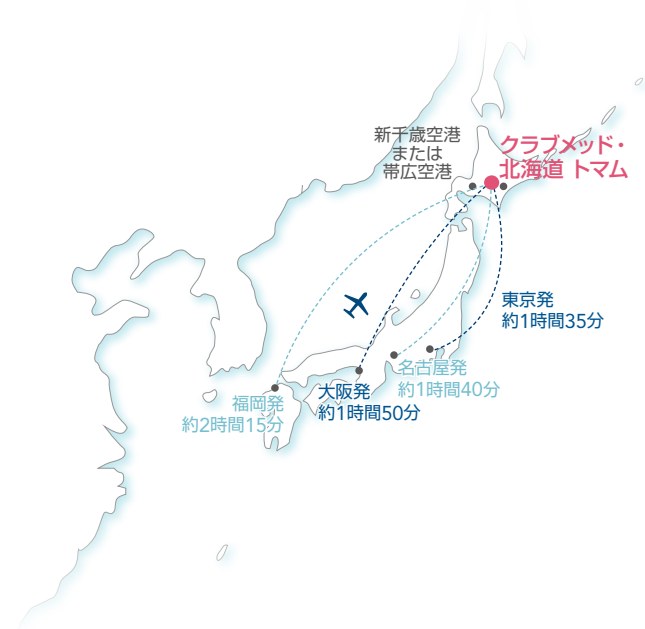 新千歳空港
または
帯広空港
クラブメッド・
北海道 トマム
東京発
約1時間35分
名古屋発
約1時間40分
大阪発
約1時間50分
福岡発
約2時間15分